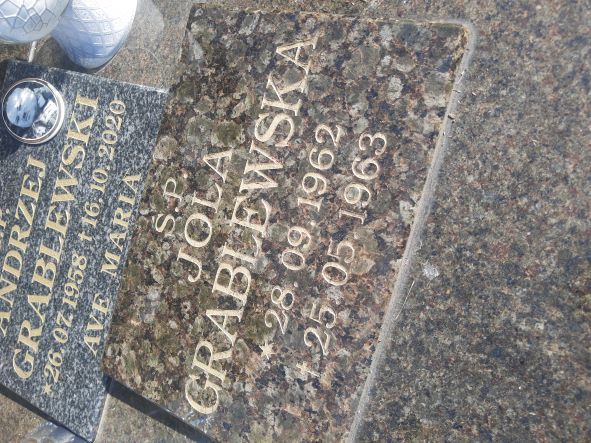 ANDRZEJ
GRABLEWSKI
*26.07.1958 †16.10.2020
AVE MARIA
Ś.P
JOLA
GRABLEWSKA
* 28.09.1962
† 25 05 1963